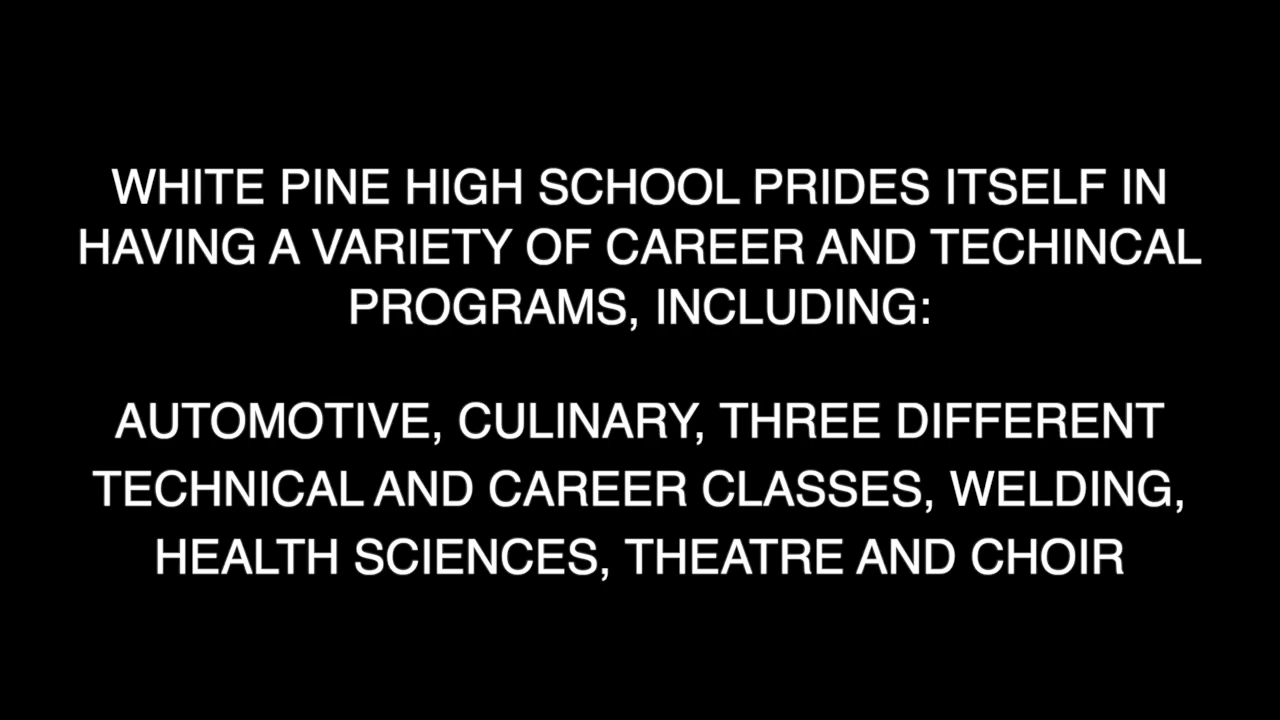 WHITE PINE HIGH SCHOOL PRIDES ITSELF IN
HAVING A VARIETY OF CAREER AND TECHINCAL
PROGRAMS, INCLUDING:
AUTOMOTIVE, CULINARY, THREE DIFFERENT
TECHNICAL AND CAREER CLASSES, WELDING,
HEALTH SCIENCES, THEATRE AND CHOIR